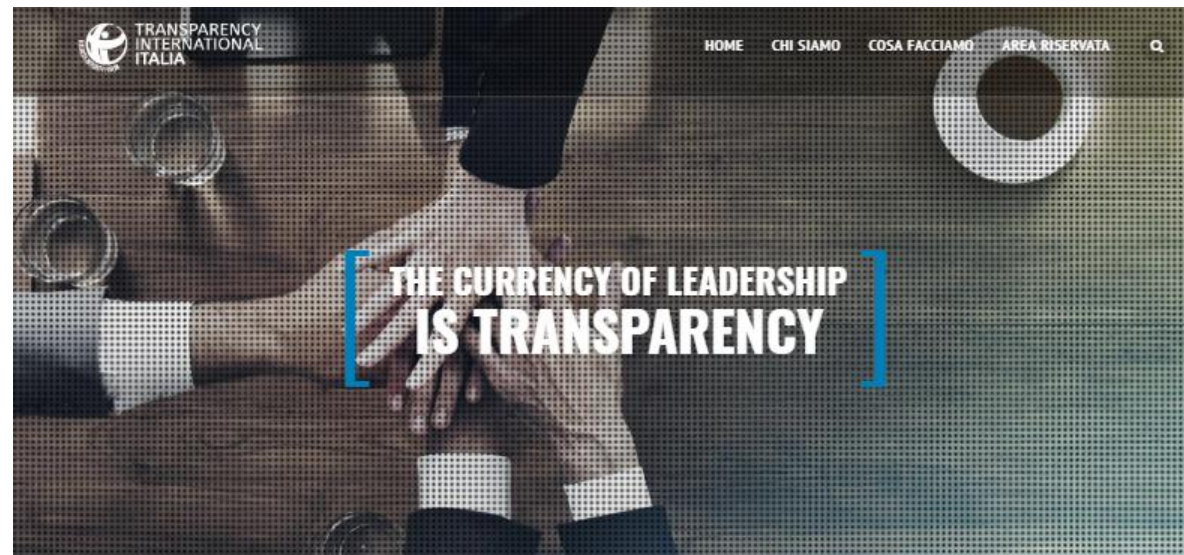 TRANSPARENCY
INTERNATIONAL
ITALIA
HOME CHI SIAMO COSA FACCIAMO AREA RISERVATA
THE CURRENCY OF LEADERSHIP
IS TRANSPARENCY